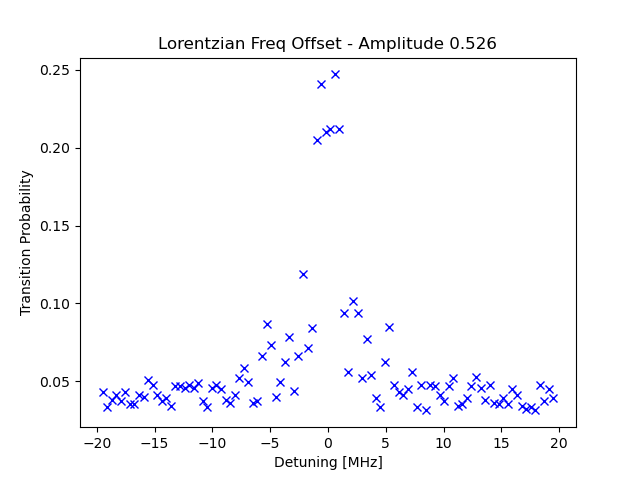 Lorentzian Freq Offset - Amplitude 0.526
Transition Probability
0.25
0.20
0.15
0.10
0.05
−20 −15 −10 −5 0 5 10 15 20
Detuning [MHz]